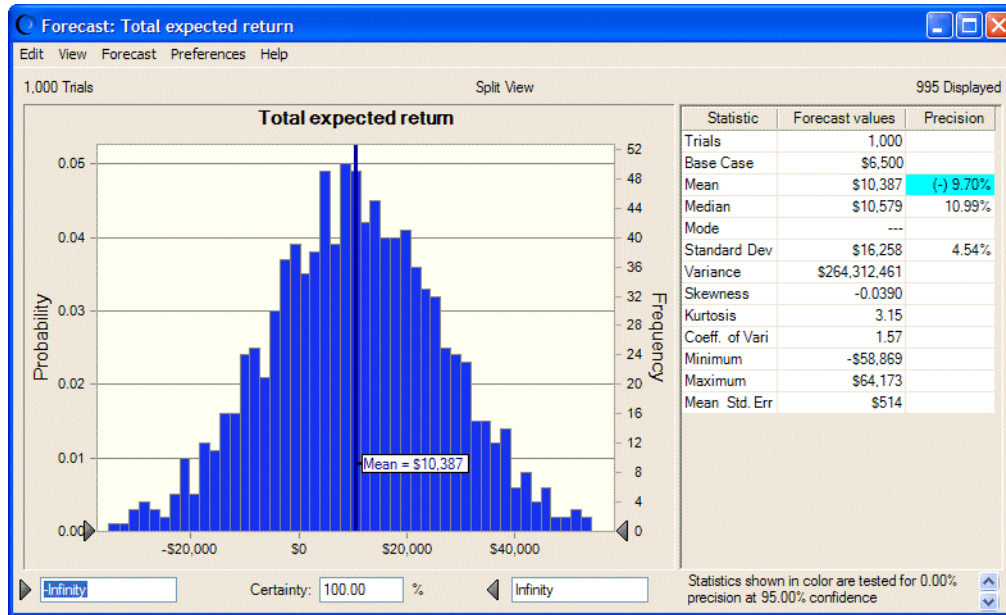 Forecast: Total expected return
Edit View Forecast Preferences Help
1,000 Trials Split View 995 Displayed
Total expected return
Probability
0.05
0.04
0.03
0.02
0.01
0.00
52
48
44
40
36
32
28
24
20
16
12
8
4
0
Frequency
Mean = $10,387
-$20,000 $0 $20,000 $40,000
Statistic Forecast values Precision
Trials 1,000
Base Case $6,500
Mean $10,387 (-) 9.70%
Median $10,579 10.99%
Mode ---
Standard Dev $16,258 4.54%
Variance $264,312,461
Skewness -0.0390
Kurtosis 3.15
Coeff. of Vari 1.57
Minimum -$58,869
Maximum $64,173
Mean Std. Err $514
-Infinity Certainty: 100.00 % Infinity
Statistics shown in color are tested for 0.00%
precision at 95.00% confidence